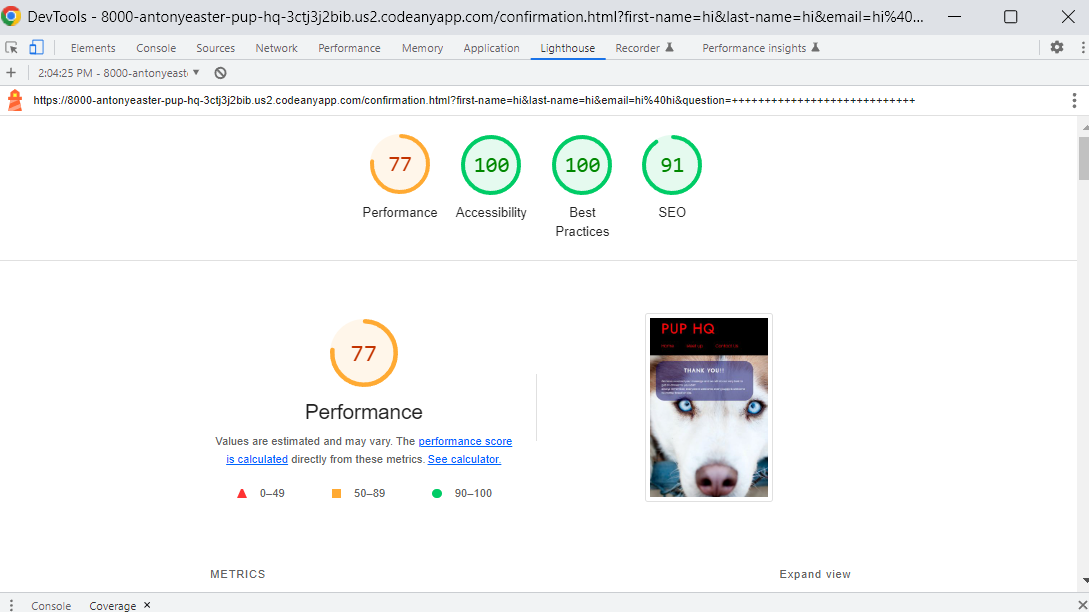 DevTools - 8000-antonyeaster-pup-hq-3ctj3j2bib.us2.codeanyapp.com/confirmation.html?first-name=hi&last-name=hi&email=hi%40...
Elements Console Sources Network Performance Memory Application Lighthouse Recorder Performance insights
2:04:25 PM - 8000-antonyeast
https://8000-antonyeaster-pup-hq-3ctj3j2bib.us2.codeanyapp.com/confirmation.html?first-name=hi&last-name=hi&email=hi%40hi&question=++++++++++++++++++++++++++++
77 100 100 91
Performance Accessibility Best Practices SEO
77
Performance
Values are estimated and may vary. The performance score
is calculated directly from these metrics. See calculator.
0–49 50–89 90–100
PUP HQ
THANK YOU!!
METRICS Expand view
Console Coverage